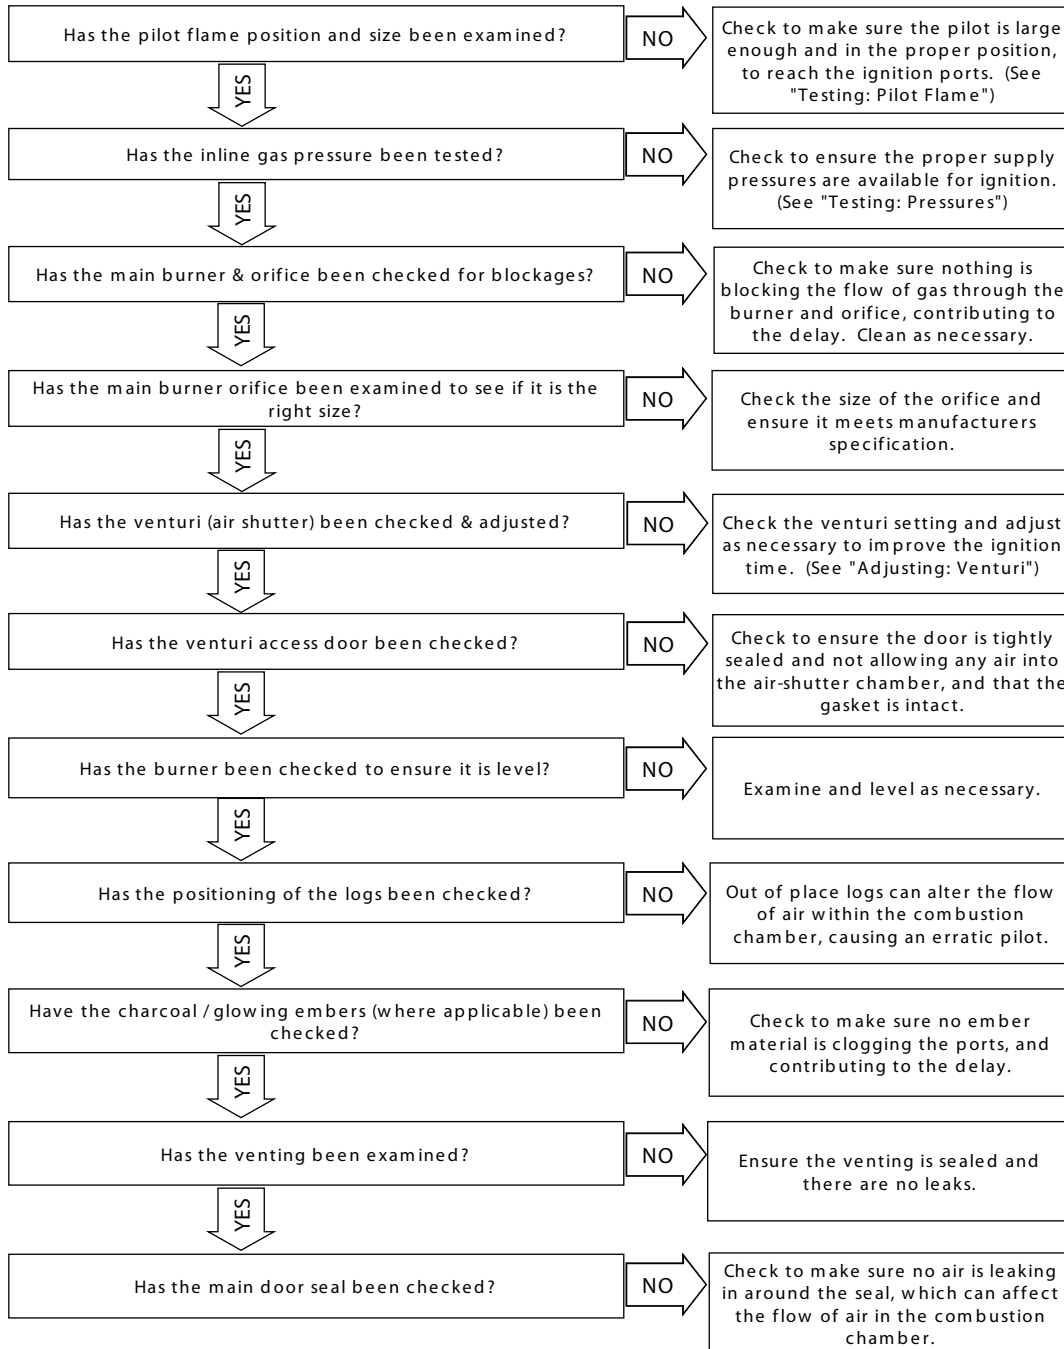 Has the pilot flame position and size been examined?
NO
Check to make sure the pilot is large
enough and in the proper position,
to reach the ignition ports. (See
"Testing: Pilot Flame")
YES
Has the inline gas pressure been tested?
NO
Check to ensure the proper supply
pressures are available for ignition.
(See "Testing: Pressures")
YES
Has the main burner & orifice been checked for blockages?
NO
Check to make sure nothing is
blocking the flow of gas through the
burner and orifice, contributing to
the delay. Clean as necessary.
YES
Has the main burner orifice been examined to see if it is the
right size?
NO
Check the size of the orifice and
ensure it meets manufacturers
specification.
YES
Has the venturi (air shutter) been checked & adjusted?
NO
Check the venturi setting and adjust
as necessary to improve the ignition
time. (See "Adjusting: Venturi")
YES
Has the venturi access door been checked?
NO
Check to ensure the door is tightly
sealed and not allowing any air into
the air-shutter chamber, and that the
gasket is intact.
YES
Has the burner been checked to ensure it is level?
NO
Examine and level as necessary.
YES
Has the positioning of the logs been checked?
NO
Out of place logs can alter the flow
of air within the combustion
chamber, causing an erratic pilot.
YES
Have the charcoal / glowing embers (where applicable) been
checked?
NO
Check to make sure no ember
material is clogging the ports, and
contributing to the delay.
YES
Has the venting been examined?
NO
Ensure the venting is sealed and
there are no leaks.
YES
Has the main door seal been checked?
NO
Check to make sure no air is leaking
in around the seal, which can affect
the flow of air in the combustion
chamber.